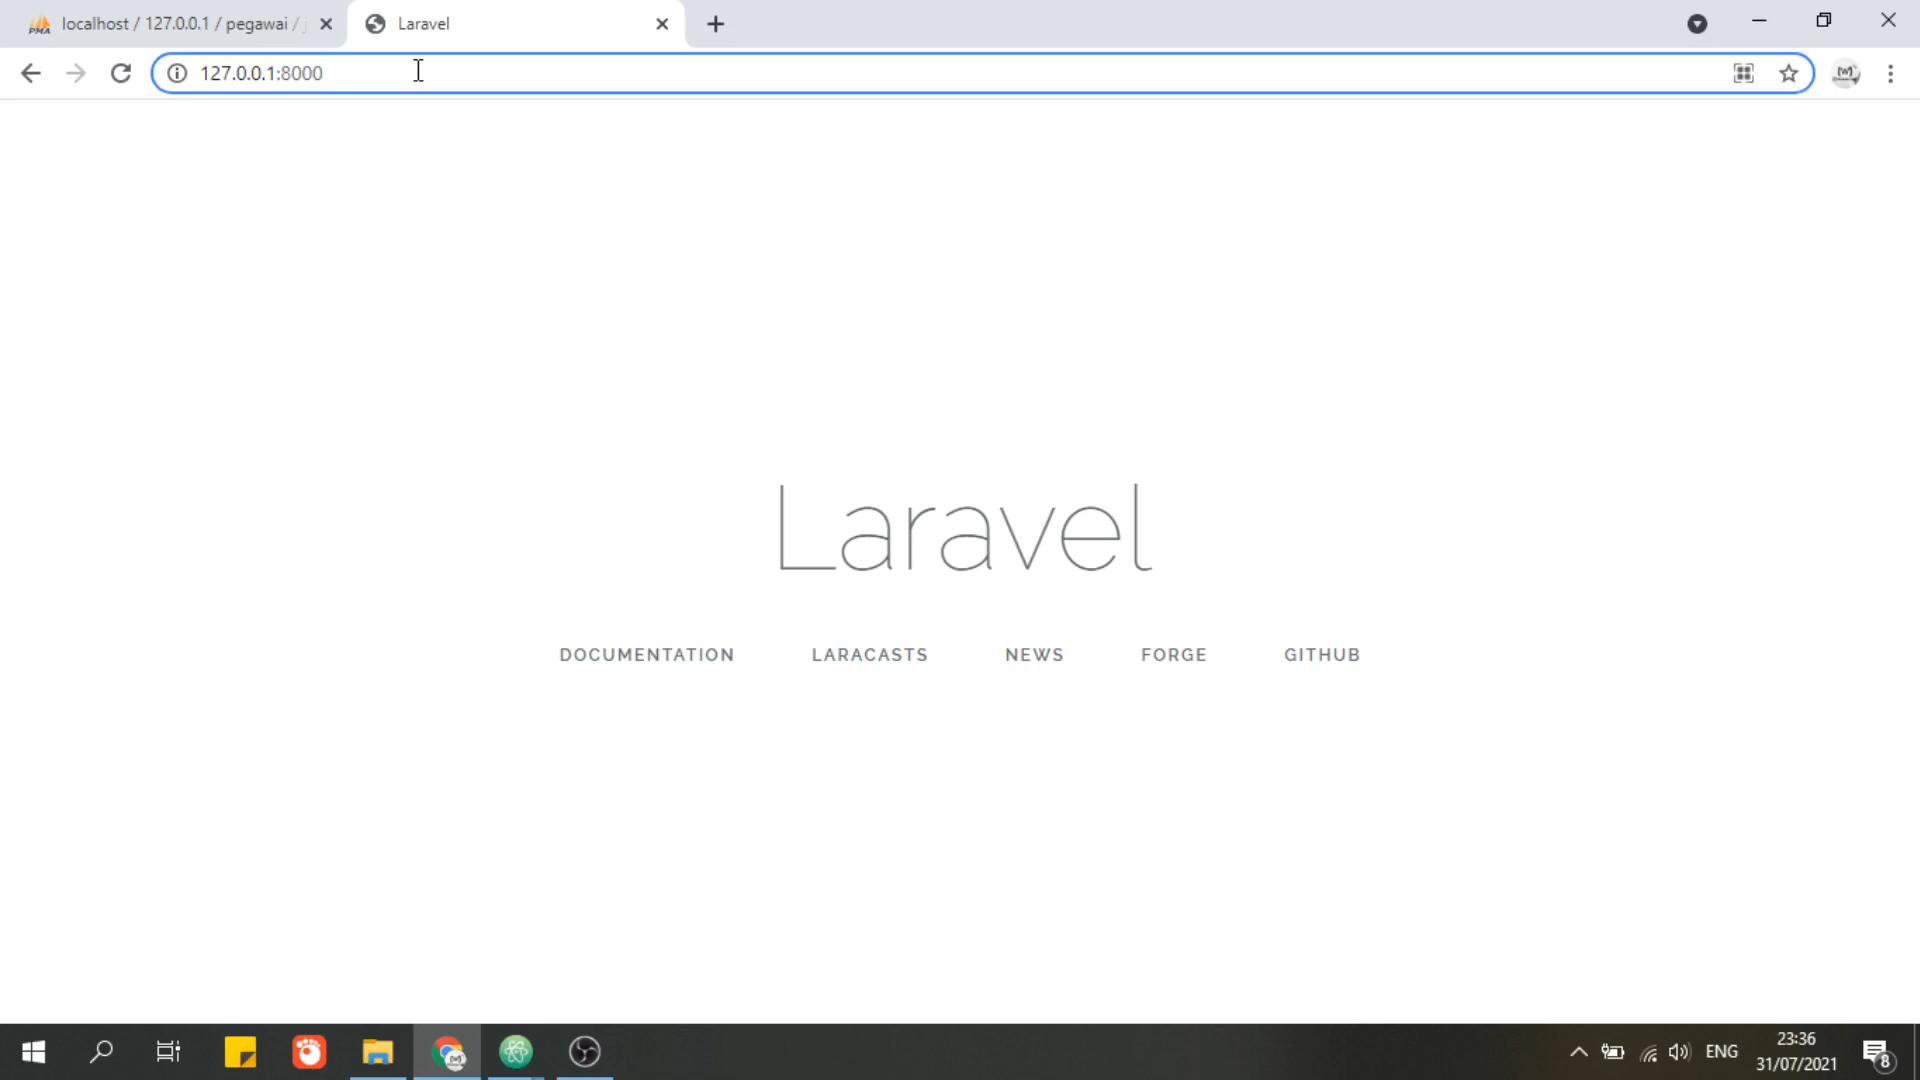 localhost / 127.0.0.1 / pegawai /
Laravel
127.0.0.1:8000
Laravel
DOCUMENTATION LARACASTS NEWS FORGE GITHUB
ENG
23:36
31/07/2021
8